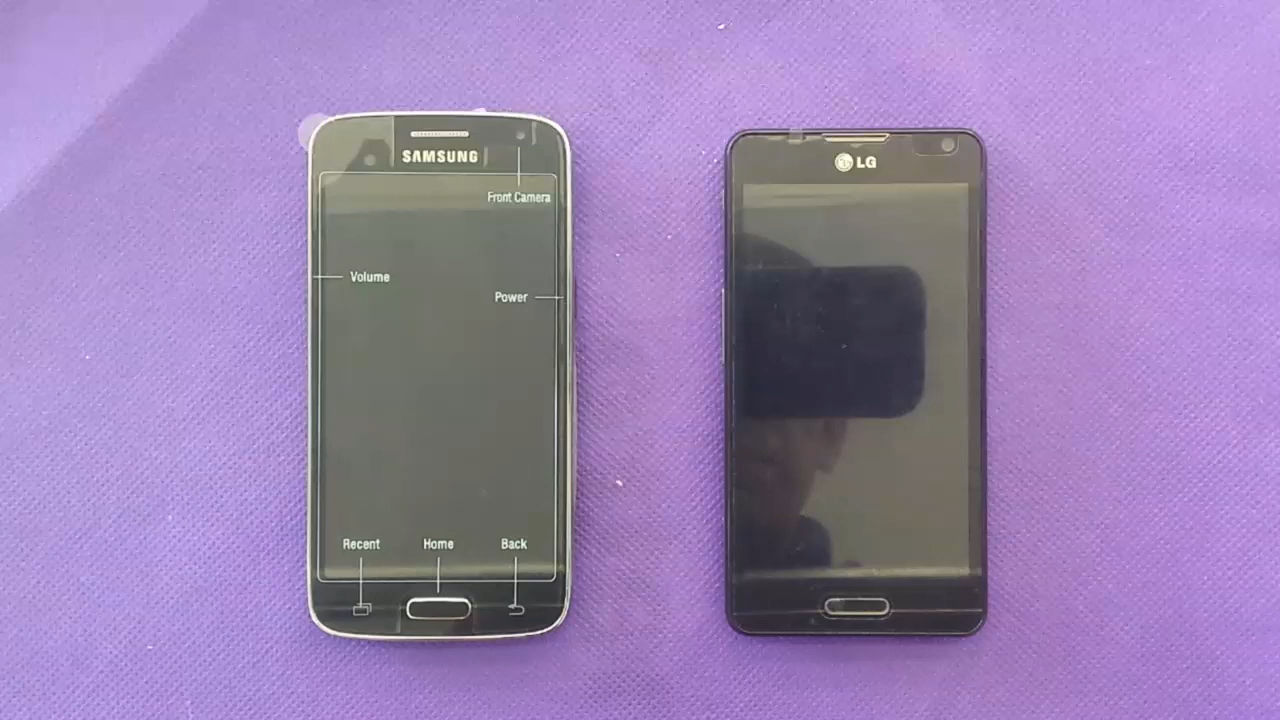 SAMSUNG
Front Camera
Volume
Power
Recent
Home
Back
LG